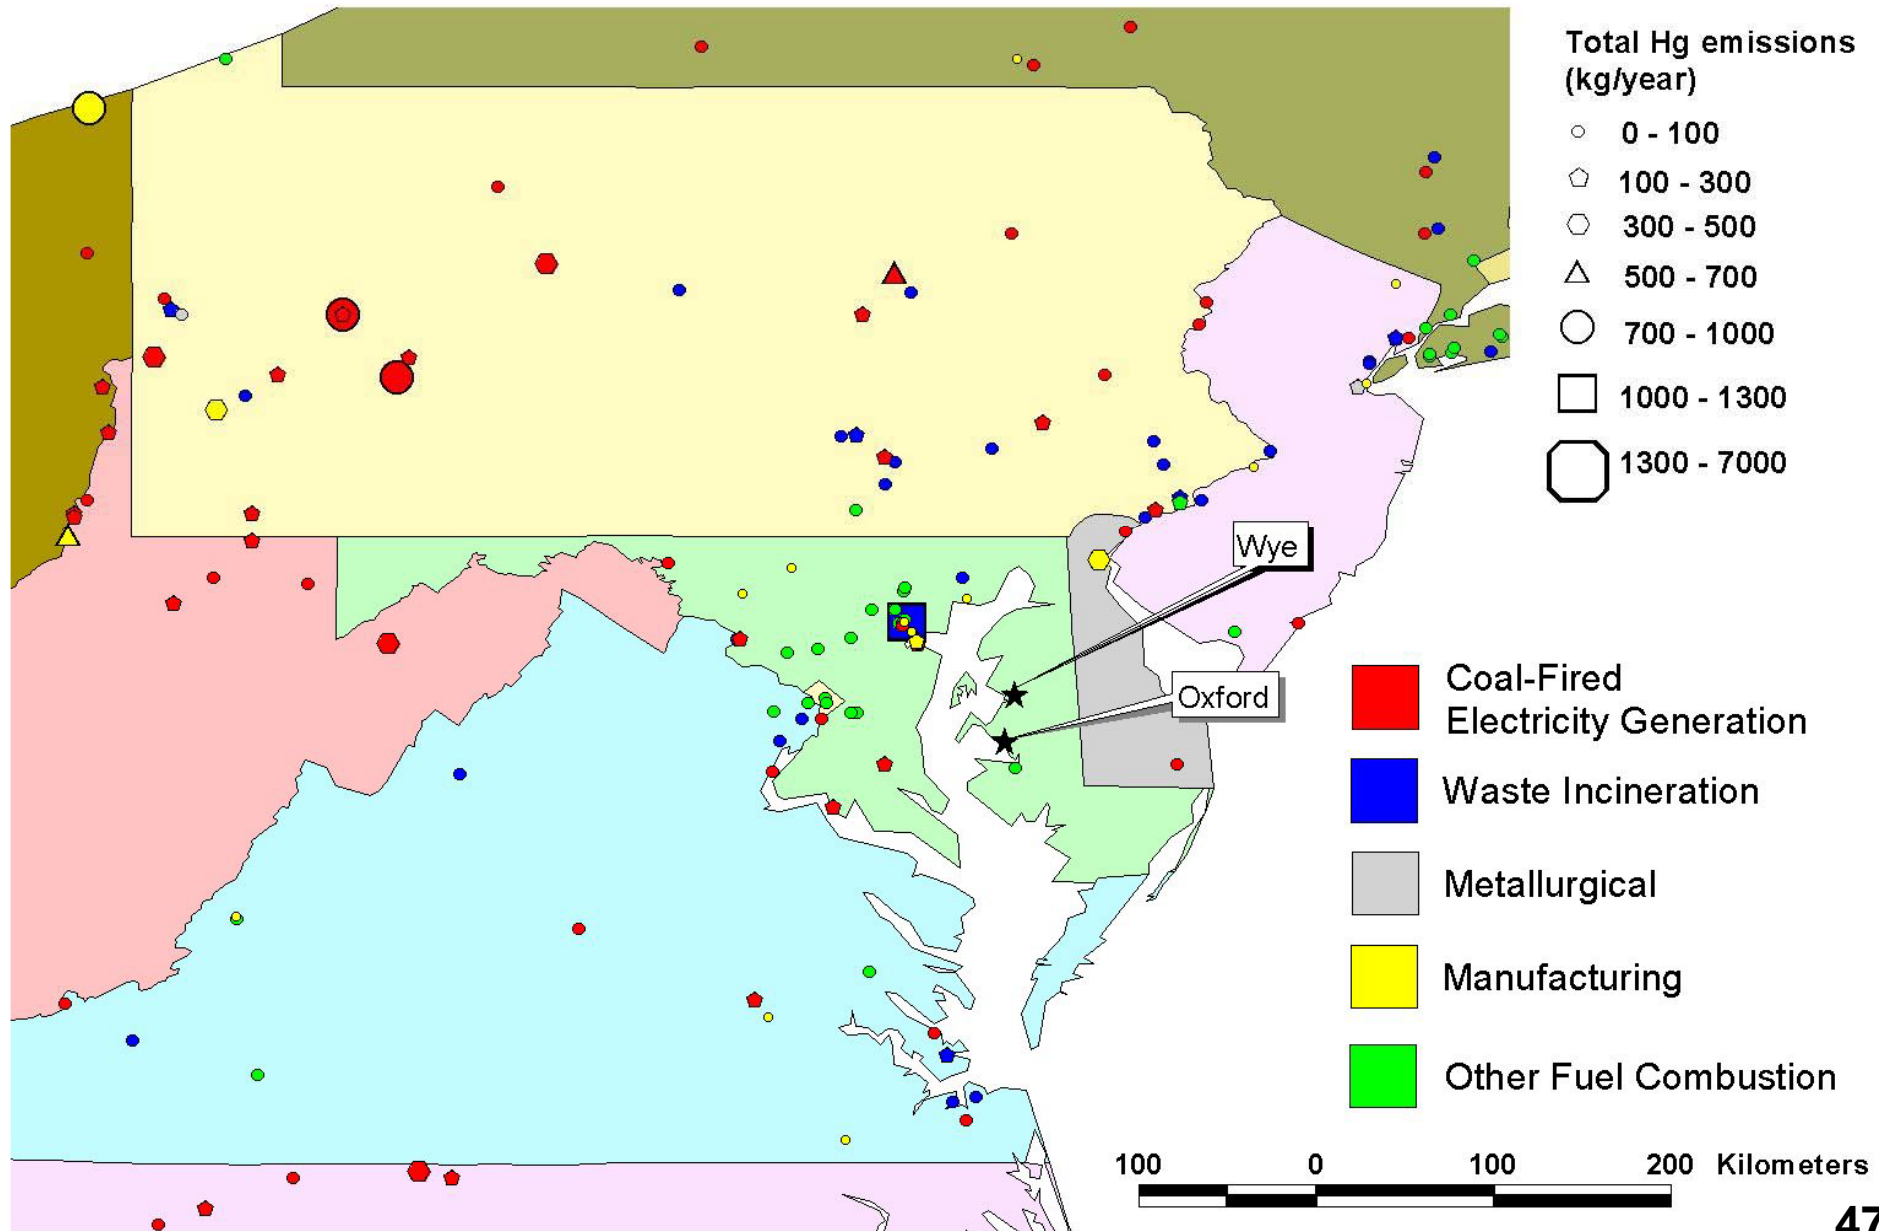 Total Hg emissions
(kg/year)
0 - 100
100 - 300
300 - 500
500 - 700
700 - 1000
1000 - 1300
1300 - 7000
Wye
Oxford
Coal-Fired
Electricity Generation
Waste Incineration
Metallurgical
Manufacturing
Other Fuel Combustion
100 0 100 200 Kilometers
47